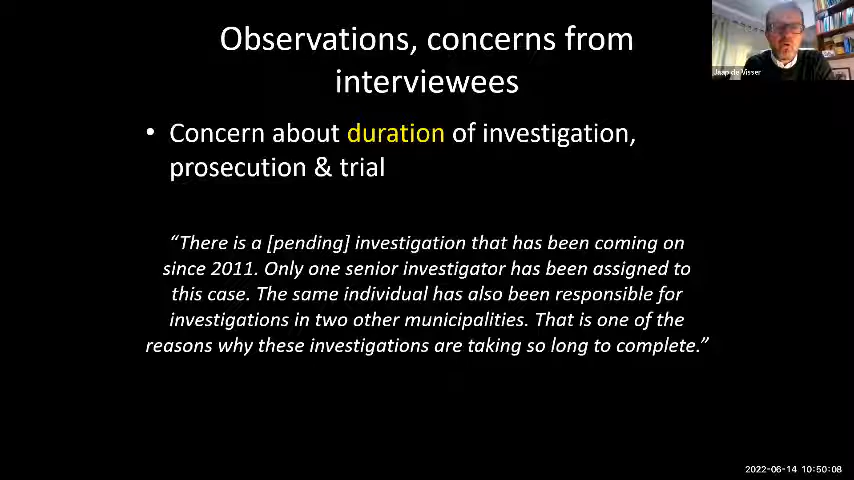 Observations, concerns from
interviewees
• Concern about duration of investigation,
prosecution & trial
“There is a [pending] investigation that has been coming on
since 2011. Only one senior investigator has been assigned to
this case. The same individual has also been responsible for
investigations in two other municipalities. That is one of the
reasons why these investigations are taking so long to complete.”
Jaap de Visser
2022-06-14 10:50:08